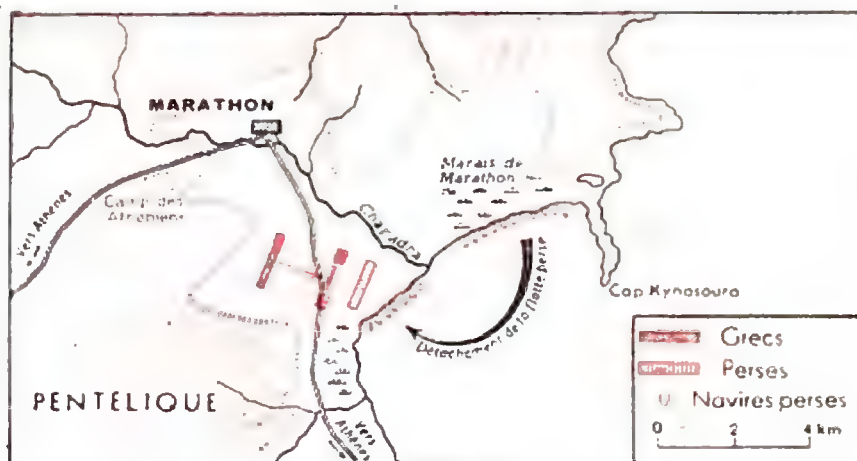 MARATHON
Marais de
Marathon
Camp des
Athéniens
Vers Athènes
Charadra
Cap Kynosoura
Détachement de la flotte perse
PENTELIQUE
Vers
Athènes
Grecs
Perses
Navires perses
0 2 4 km